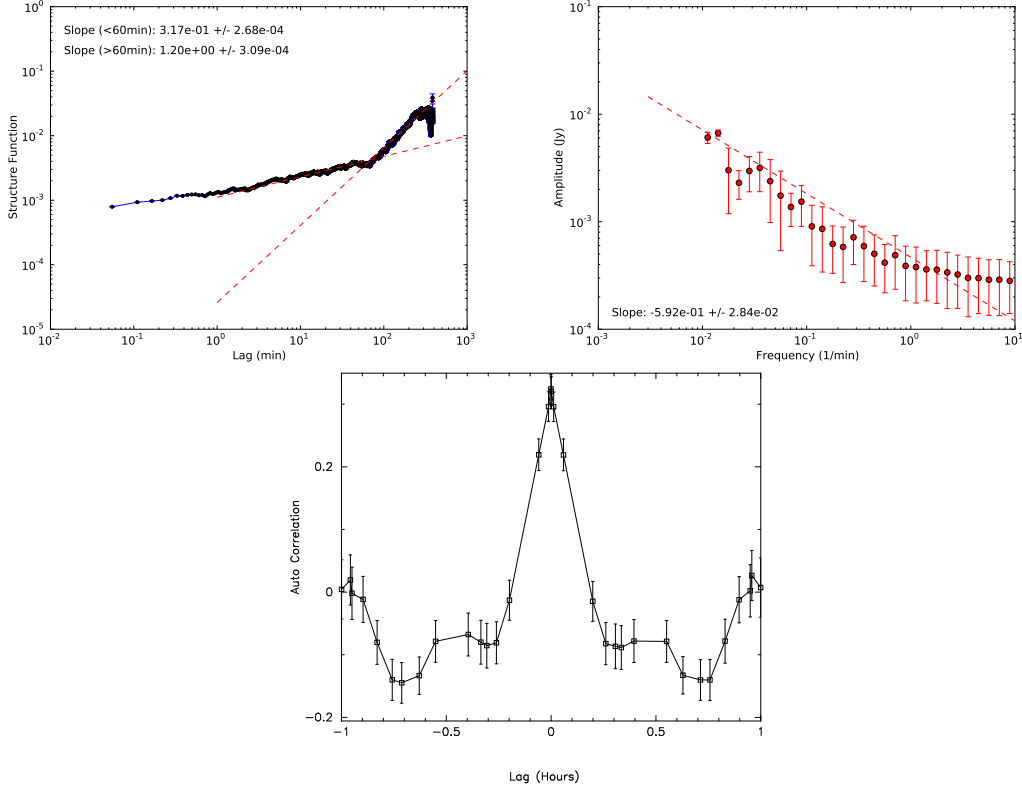 10^0
10^-1
10^-2
10^-3
10^-4
10^-5
Structure Function
Slope (<60min): 3.17e-01 +/- 2.68e-04
Slope (>60min): 1.20e+00 +/- 3.09e-04
10^-2 10^-1 10^0 10^1 10^2 10^3
Lag (min)
10^-1
10^-2
10^-3
10^-4
Amplitude (Jy)
Slope: -5.92e-01 +/- 2.84e-02
10^-3 10^-2 10^-1 10^0 10^1
Frequency (1/min)
0.2
0
-0.2
Auto Correlation
-1 -0.5 0 0.5 1
Lag (Hours)